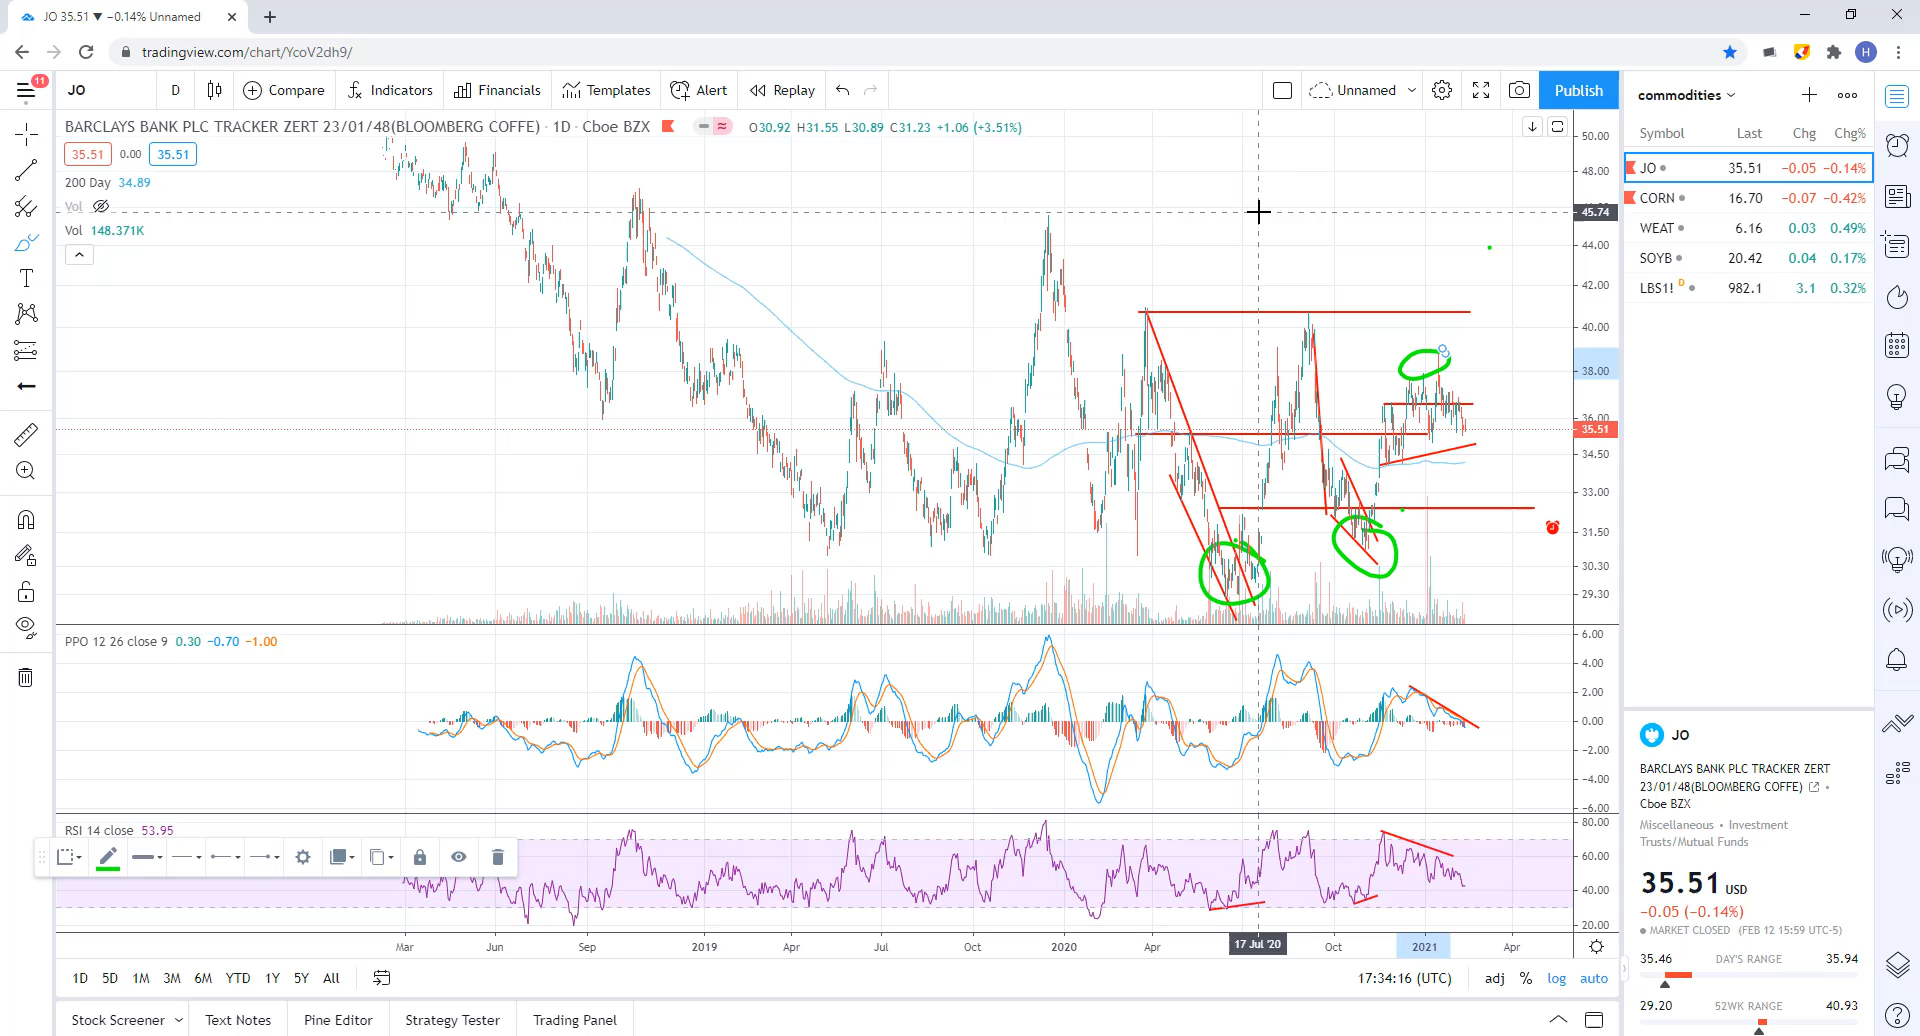 JO 35.51 ▼ −0.14% Unnamed
tradingview.com/chart/YcoV2dh9/
H
11
JO
D
Compare
Indicators
Financials
Templates
Alert
Replay
Unnamed
Publish
BARCLAYS BANK PLC TRACKER ZERT 23/01/48(BLOOMBERG COFFE) · 1D · Cboe BZX
O30.92 H31.55 L30.89 C31.23 +1.06 (+3.51%)
35.51 0.00 35.51
200 Day 34.89
Vol
Vol 148.371K
50.00
48.00
45.74
44.00
42.00
40.00
38.00
36.00
35.51
34.50
33.00
31.50
30.30
29.30
PPO 12 26 close 9 0.30 −0.70 −1.00
6.00
4.00
2.00
0.00
−2.00
−4.00
−6.00
RSI 14 close 53.95
80.00
60.00
40.00
20.00
Mar Jun Sep 2019 Apr Jul Oct 2020 Apr 17 Jul '20 Oct 2021 Apr
1D 5D 1M 3M 6M YTD 1Y 5Y All
17:34:16 (UTC) adj % log auto
Stock Screener Text Notes Pine Editor Strategy Tester Trading Panel
commodities
Symbol Last Chg Chg%
JO 35.51 −0.05 −0.14%
CORN 16.70 −0.07 −0.42%
WEAT 6.16 0.03 0.49%
SOYB 20.42 0.04 0.17%
LBS1! D 982.1 3.1 0.32%
JO
BARCLAYS BANK PLC TRACKER ZERT
23/01/48(BLOOMBERG COFFE) •
Cboe BZX
Miscellaneous • Investment
Trusts/Mutual Funds
35.51 USD
−0.05 (−0.14%)
● MARKET CLOSED (FEB 12 15:59 UTC-5)
35.46 DAY'S RANGE 35.94
29.20 52WK RANGE 40.93